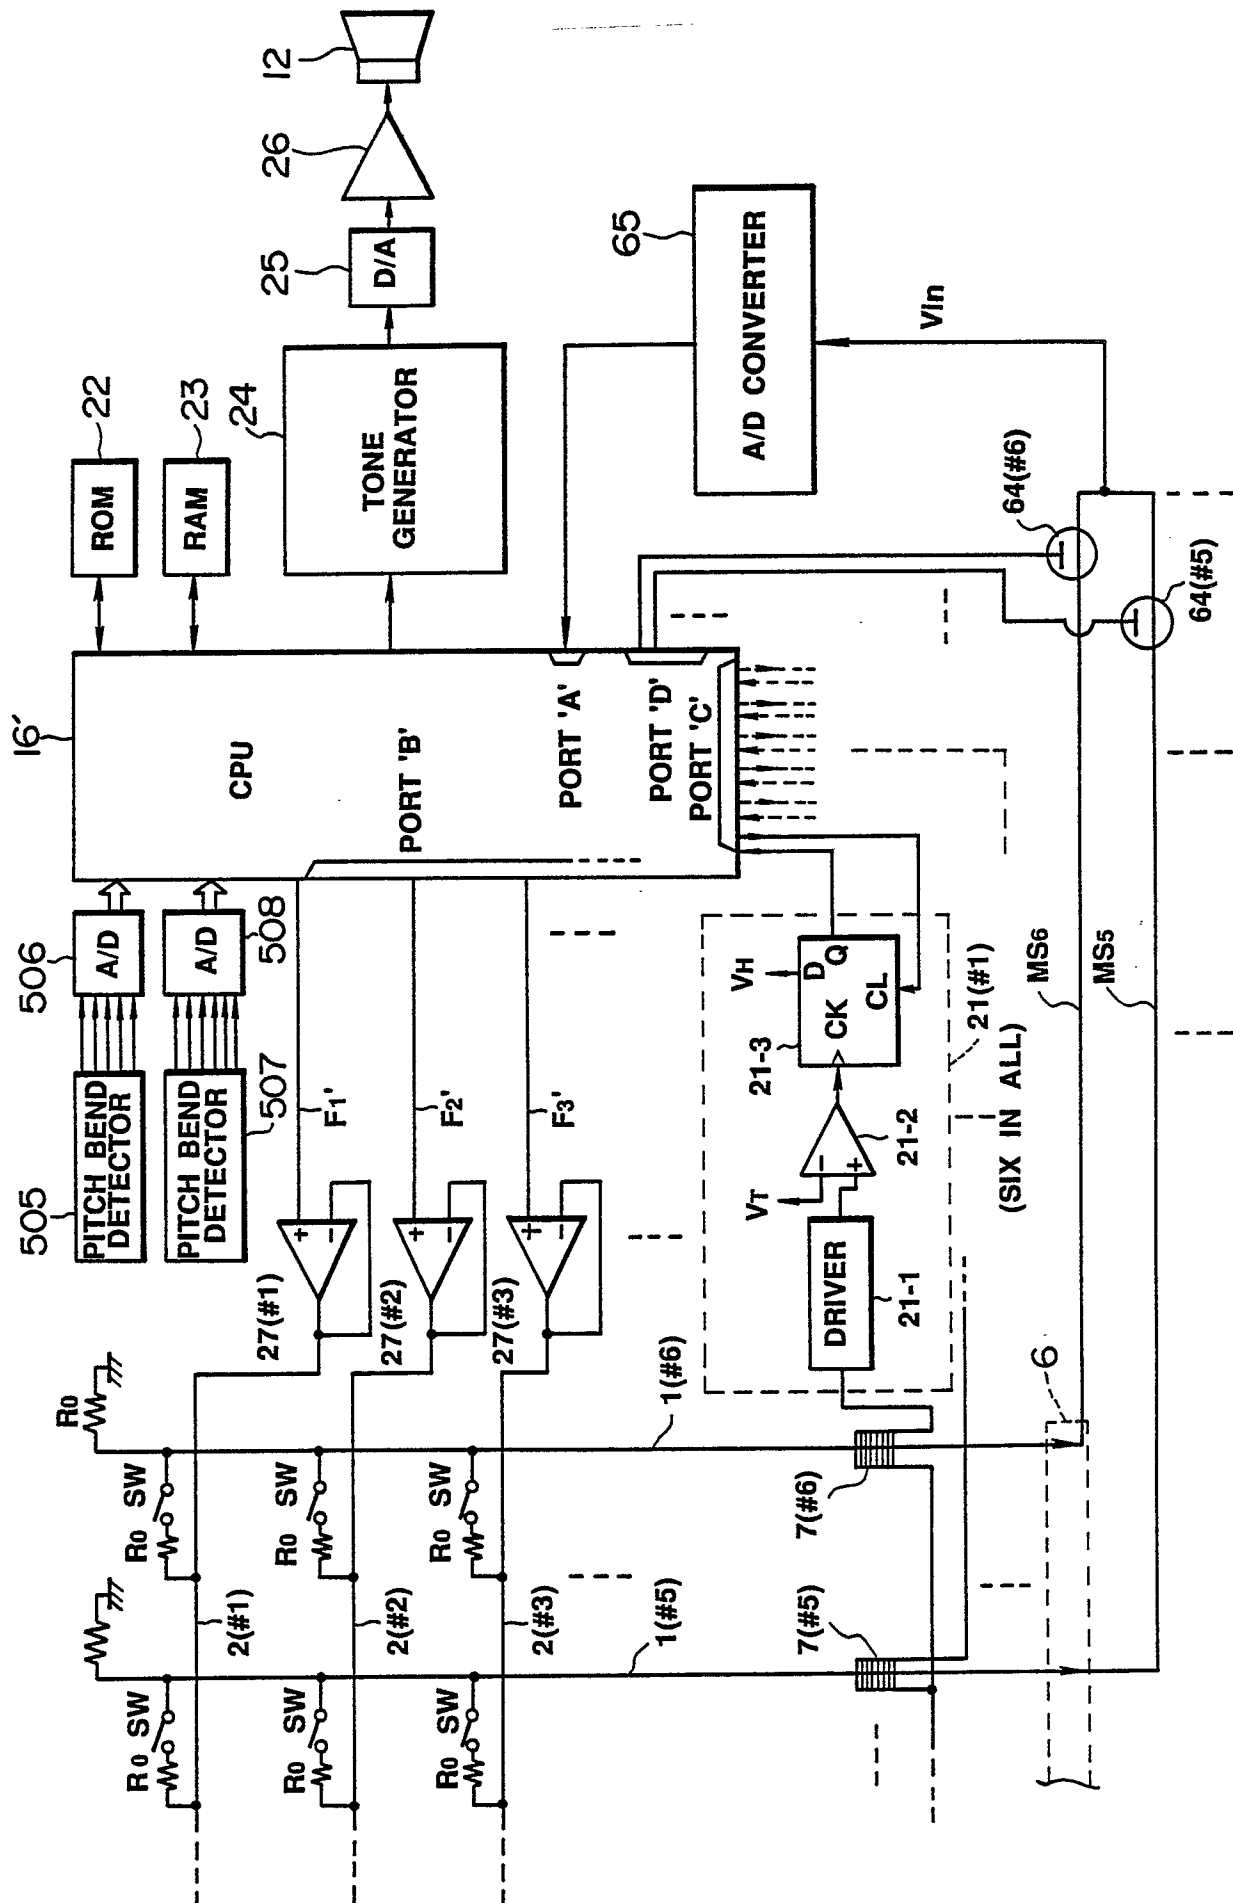 505
PITCH BEND
DETECTOR
506
A/D
PITCH BEND
DETECTOR
507
A/D
508
16'
CPU
PORT 'B'
PORT 'A'
PORT 'D'
PORT 'C'
ROM
22
RAM
23
24
TONE
GENERATOR
25
D/A
26
12
65
A/D CONVERTER
Vin
64(#6)
64(#5)
F1'
F2'
F3'
27(#1)
27(#2)
27(#3)
+
−
+
−
+
−
R0
R0 SW
R0 SW
R0 SW
R0 SW
R0 SW
R0 SW
2(#1)
2(#2)
2(#3)
1(#6)
1(#5)
7(#6)
7(#5)
DRIVER
21-1
VT
−
+
21-2
21-3
VH
D
Q
CK
CL
21(#1)
(SIX IN ALL)
6
MS6
MS5